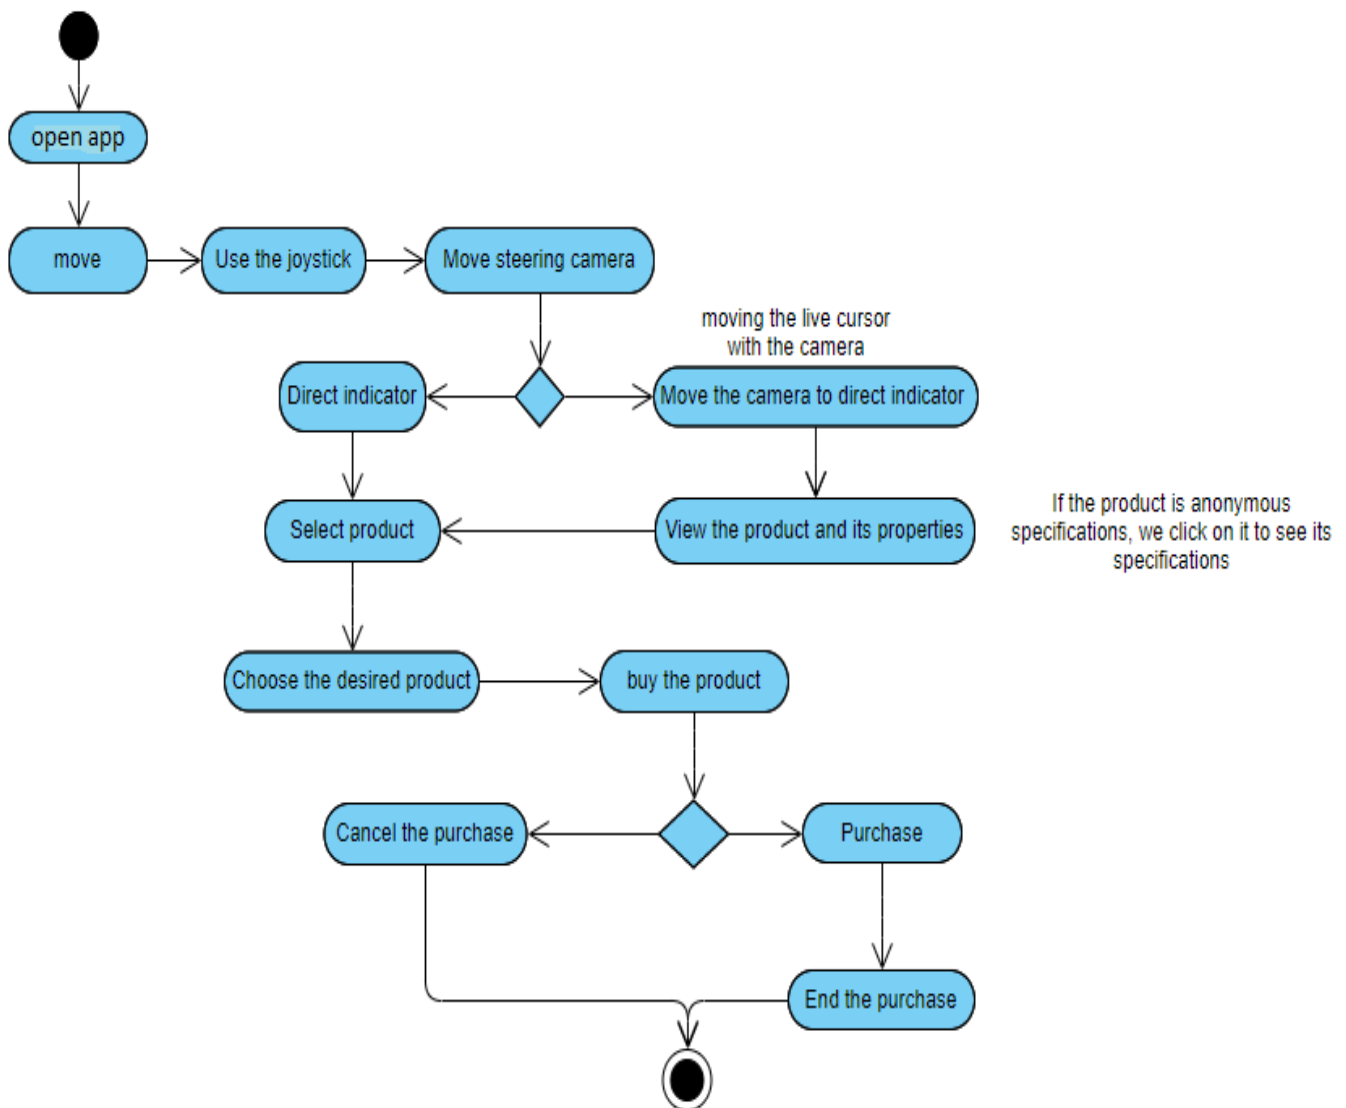 open app
move
Use the joystick
Move steering camera
moving the live cursor
with the camera
Direct indicator
Move the camera to direct indicator
Select product
View the product and its properties
If the product is anonymous
specifications, we click on it to see its
specifications
Choose the desired product
buy the product
Cancel the purchase
Purchase
End the purchase